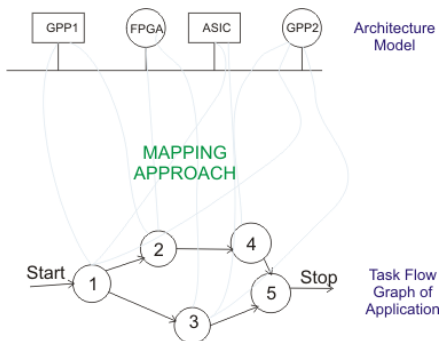 GPP1
FPGA
ASIC
GPP2
Architecture
Model
MAPPING
APPROACH
2
4
Start
1
5
Stop
3
Task Flow
Graph of
Application